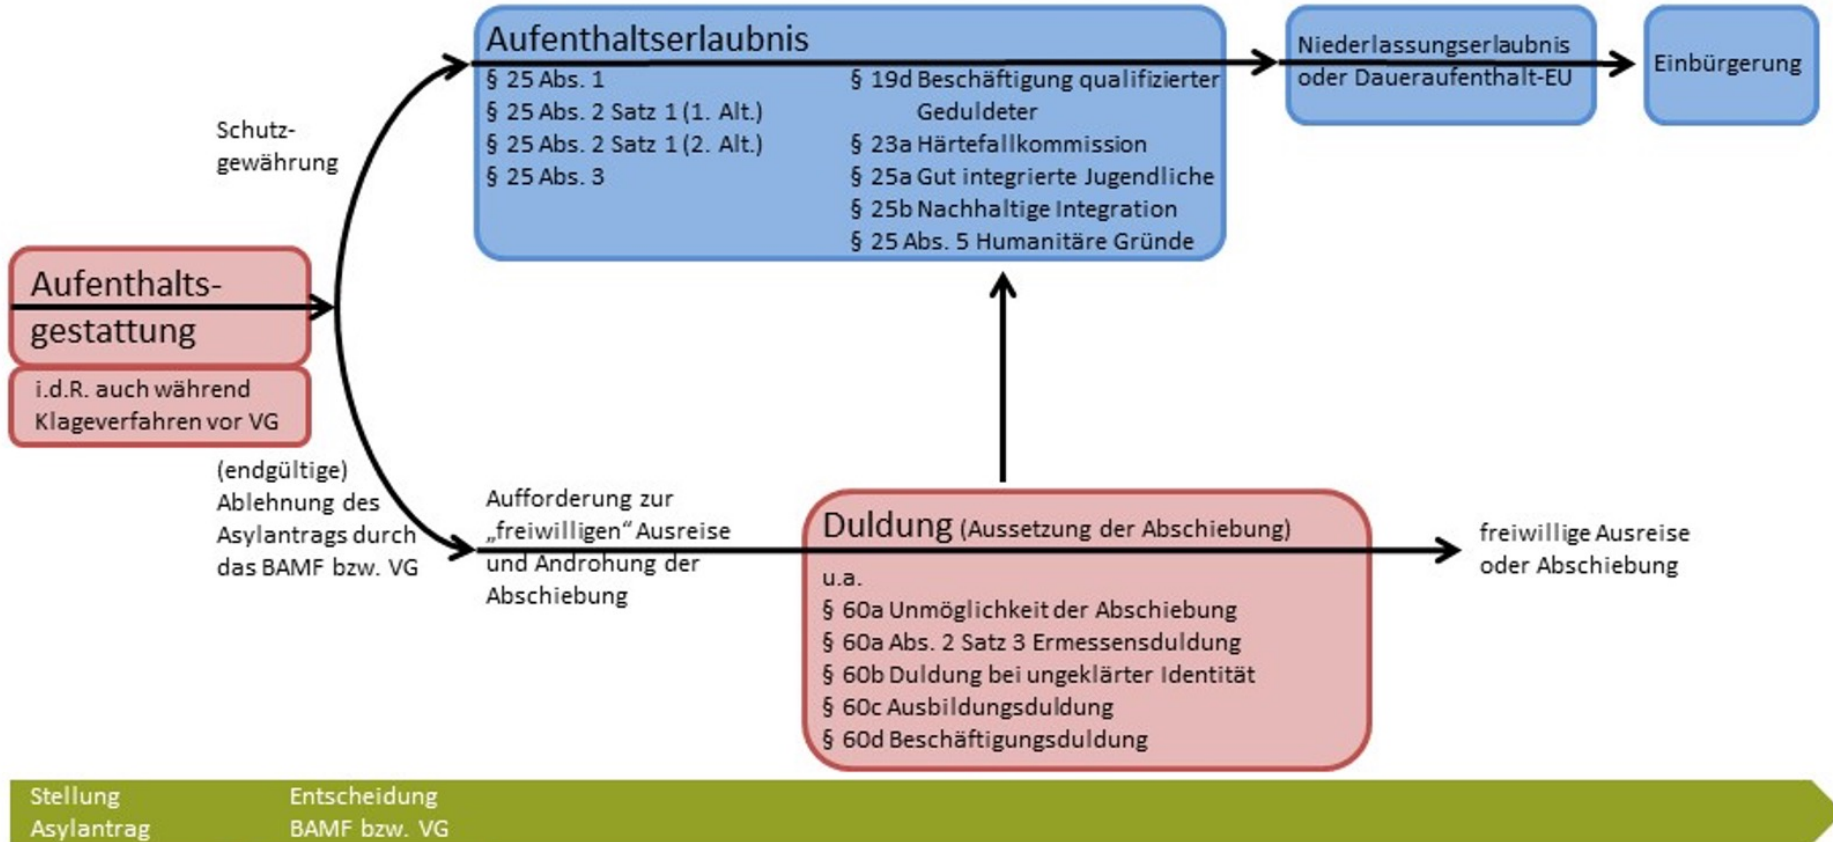 Aufenthaltserlaubnis
§ 25 Abs. 1
§ 25 Abs. 2 Satz 1 (1. Alt.)
§ 25 Abs. 2 Satz 1 (2. Alt.)
§ 25 Abs. 3
§ 19d Beschäftigung qualifizierter
Geduldeter
§ 23a Härtefallkommission
§ 25a Gut integrierte Jugendliche
§ 25b Nachhaltige Integration
§ 25 Abs. 5 Humanitäre Gründe
Niederlassungserlaubnis
oder Daueraufenthalt-EU
Einbürgerung
Schutz-
gewährung
Aufenthalts-
gestattung
i.d.R. auch während
Klageverfahren vor VG
(endgültige)
Ablehnung des
Asylantrags durch
das BAMF bzw. VG
Aufforderung zur
„freiwilligen“ Ausreise
und Androhung der
Abschiebung
Duldung (Aussetzung der Abschiebung)
u.a.
§ 60a Unmöglichkeit der Abschiebung
§ 60a Abs. 2 Satz 3 Ermessensduldung
§ 60b Duldung bei ungeklärter Identität
§ 60c Ausbildungsduldung
§ 60d Beschäftigungsduldung
freiwillige Ausreise
oder Abschiebung
Stellung
Asylantrag
Entscheidung
BAMF bzw. VG